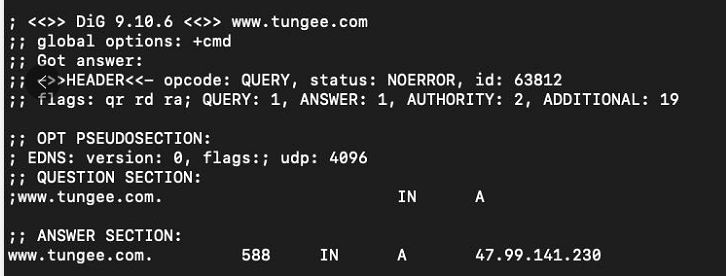 ; <<>> DiG 9.10.6 <<>> www.tungee.com
;; global options: +cmd
;; Got answer:
;; <>>HEADER<<- opcode: QUERY, status: NOERROR, id: 63812
;; flags: qr rd ra; QUERY: 1, ANSWER: 1, AUTHORITY: 2, ADDITIONAL: 19
;; OPT PSEUDOSECTION:
; EDNS: version: 0, flags:; udp: 4096
;; QUESTION SECTION:
;www.tungee.com. IN A
;; ANSWER SECTION:
www.tungee.com. 588 IN A 47.99.141.230